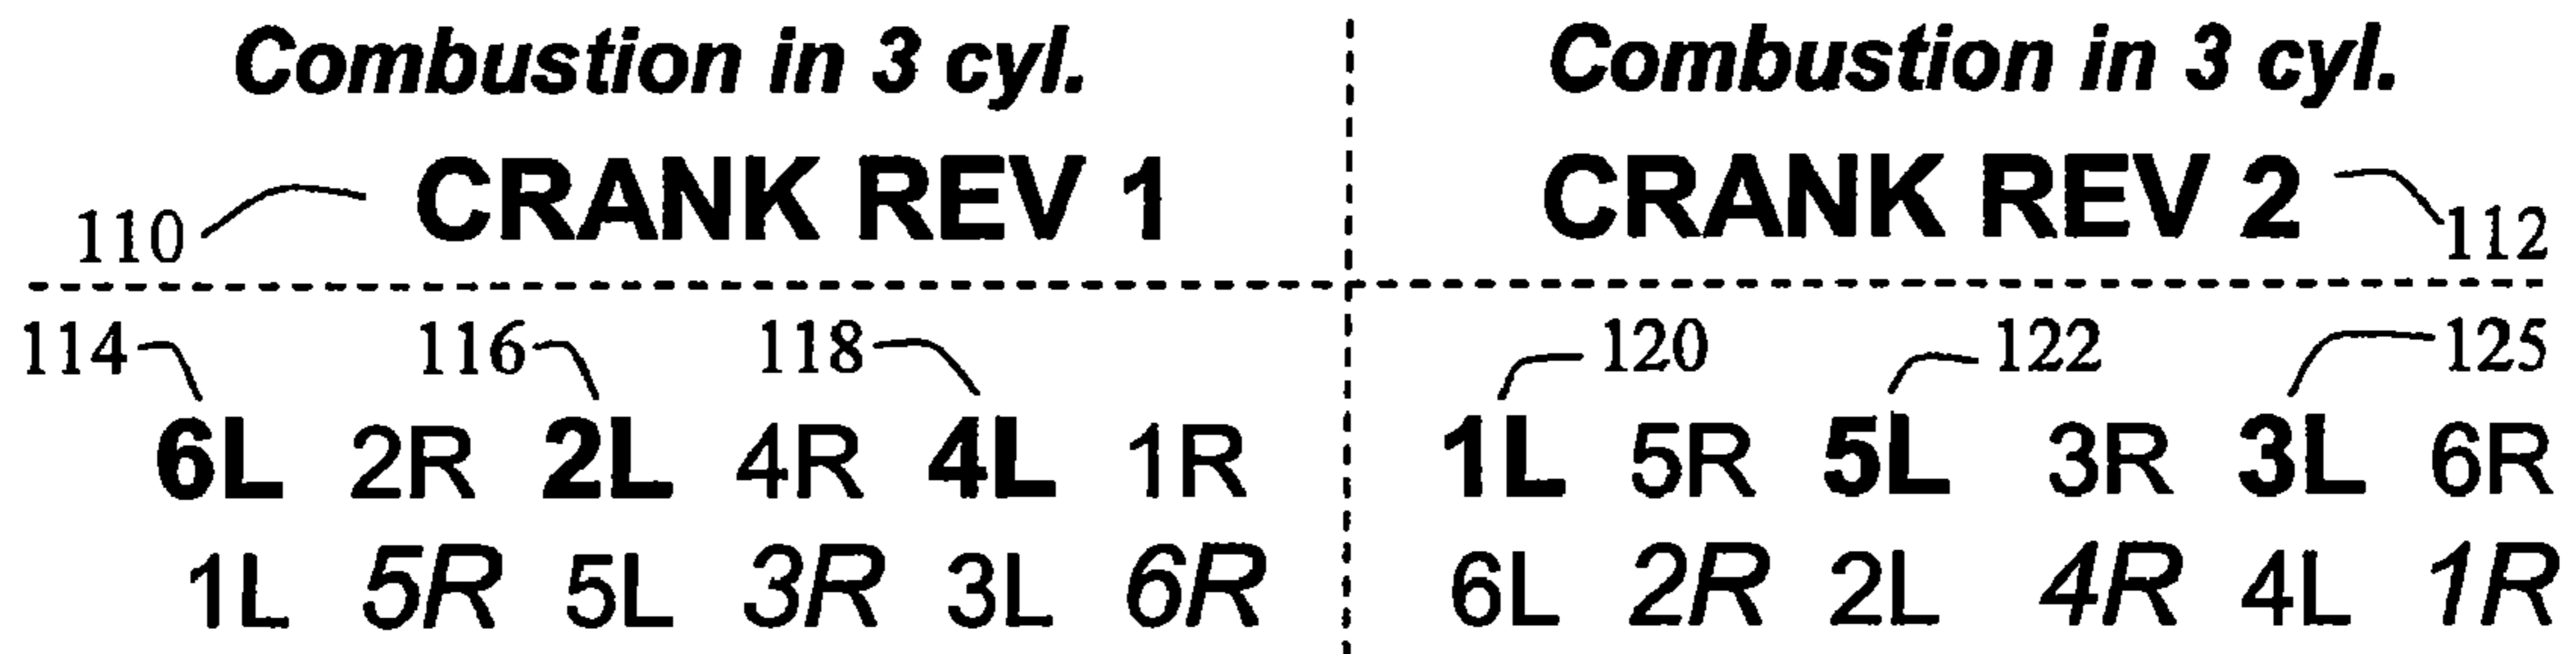 Combustion in 3 cyl. Combustion in 3 cyl.
CRANK REV 1 CRANK REV 2
110 112
114 116 118 120 122 125
6L 2R 2L 4R 4L 1R 1L 5R 5L 3R 3L 6R
1L 5R 5L 3R 3L 6R 6L 2R 2L 4R 4L 1R